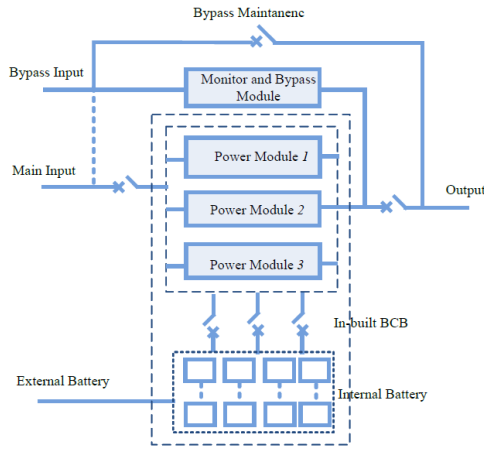 Bypass Maintanenc
Bypass Input
Monitor and Bypass
Module
Power Module 1
Main Input
Power Module 2
Output
Power Module 3
In-built BCB
External Battery
Internal Battery